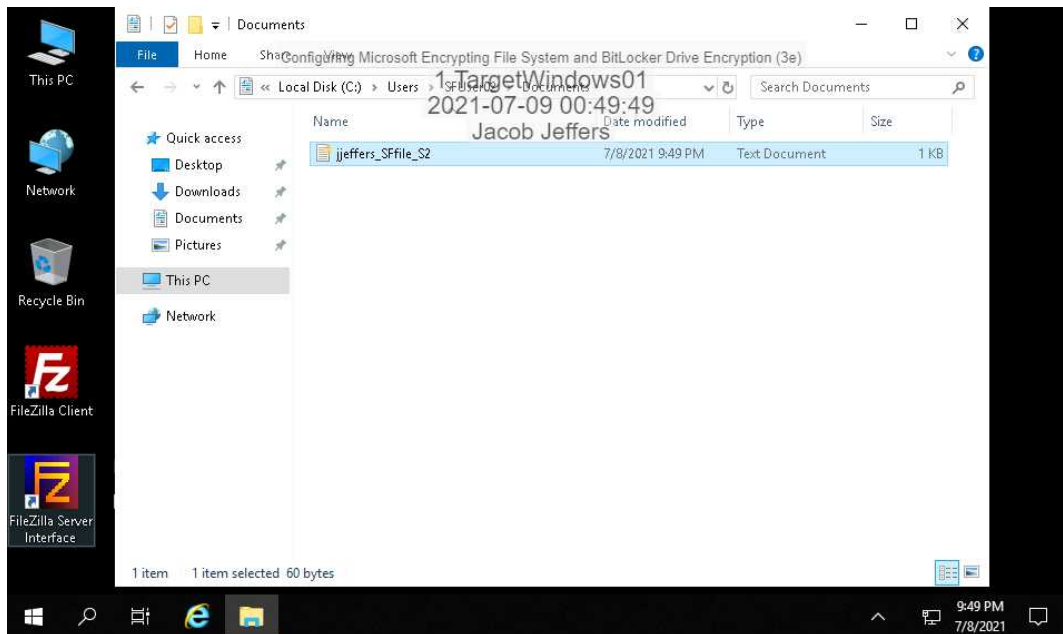 Documents
File Home Share View
Configuring Microsoft Encrypting File System and BitLocker Drive Encryption (3e)
1-TargetWindows01
2021-07-09 00:49:49
Jacob Jeffers
« Local Disk (C:) › Users › SFUser02 › Documents
Search Documents
Name Date modified Type Size
jjeffers_SFfile_S2 7/8/2021 9:49 PM Text Document 1 KB
Quick access
Desktop
Downloads
Documents
Pictures
This PC
Network
1 item 1 item selected 60 bytes
This PC
Network
Recycle Bin
FileZilla Client
FileZilla Server
Interface
9:49 PM
7/8/2021